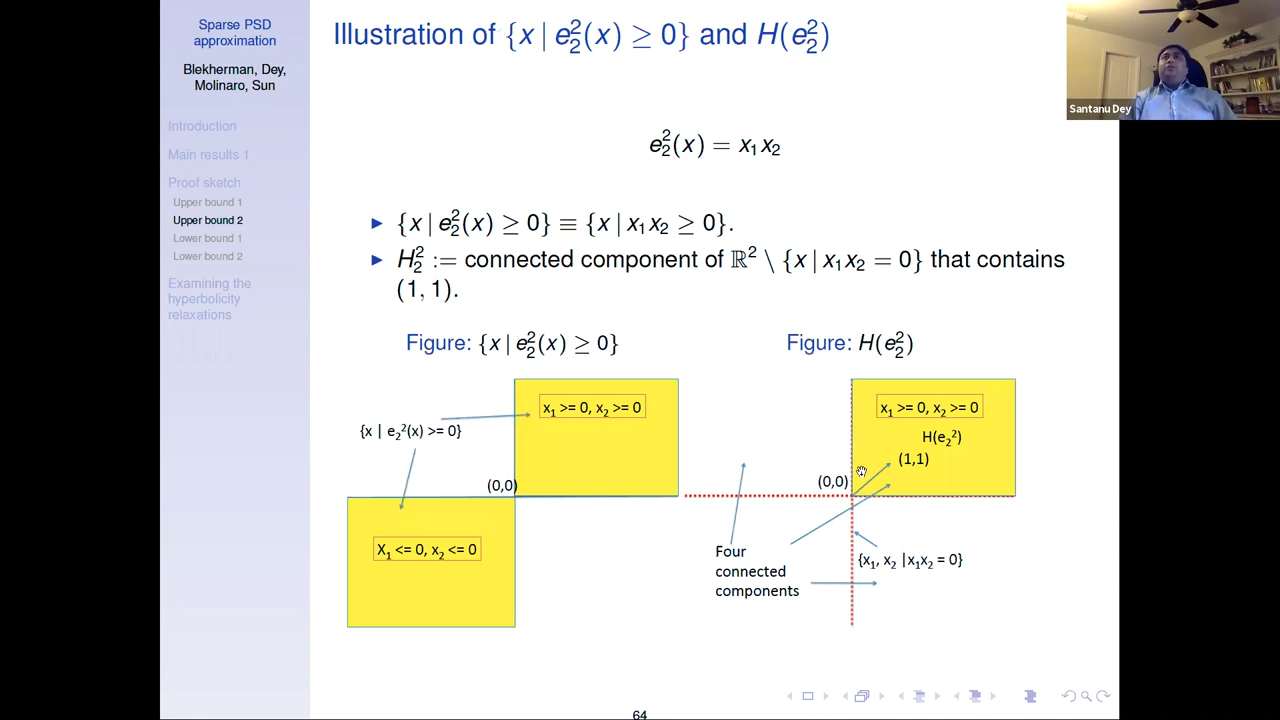 Sparse PSD
approximation
Blekherman, Dey,
Molinaro, Sun
Introduction
Main results 1
Proof sketch
Upper bound 1
Upper bound 2
Lower bound 1
Lower bound 2
Examining the
hyperbolicity
relaxations
Illustration of {x | e₂²(x) ≥ 0} and H(e₂²)
e₂²(x) = x₁x₂
▶ {x | e₂²(x) ≥ 0} ≡ {x | x₁x₂ ≥ 0}.
▶ H₂² := connected component of ℝ² \ {x | x₁x₂ = 0} that contains
(1, 1).
Figure: {x | e₂²(x) ≥ 0}
{x | e₂²(x) >= 0}
x₁ >= 0, x₂ >= 0
(0,0)
X₁ <= 0, x₂ <= 0
Figure: H(e₂²)
x₁ >= 0, x₂ >= 0
H(e₂²)
(1,1)
(0,0)
Four
connected
components
{x₁, x₂ |x₁x₂ = 0}
64
Santanu Dey